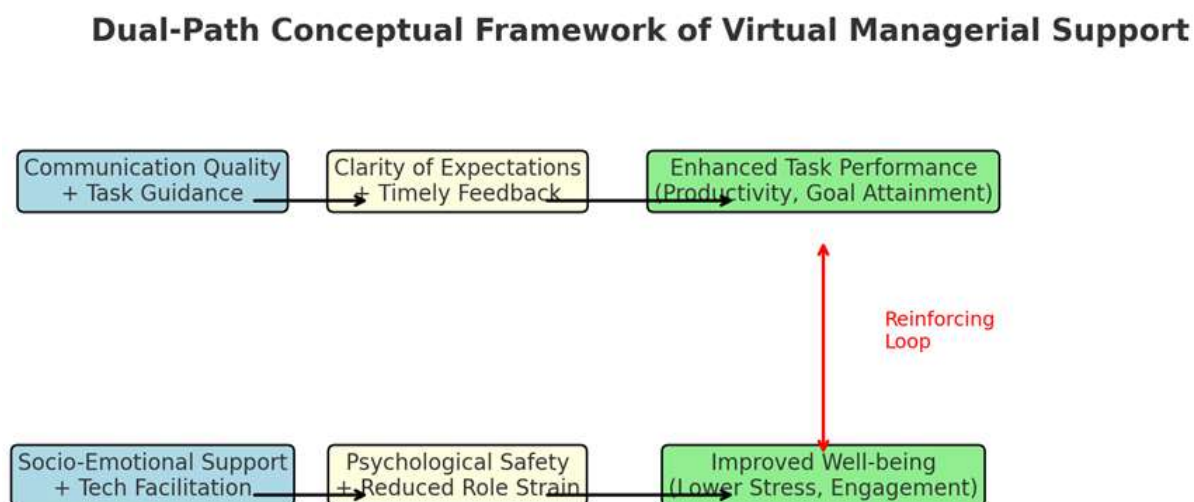 Dual-Path Conceptual Framework of Virtual Managerial Support
Communication Quality
+ Task Guidance
Clarity of Expectations
+ Timely Feedback
Enhanced Task Performance
(Productivity, Goal Attainment)
Reinforcing
Loop
Socio-Emotional Support
+ Tech Facilitation
Psychological Safety
+ Reduced Role Strain
Improved Well-being
(Lower Stress, Engagement)